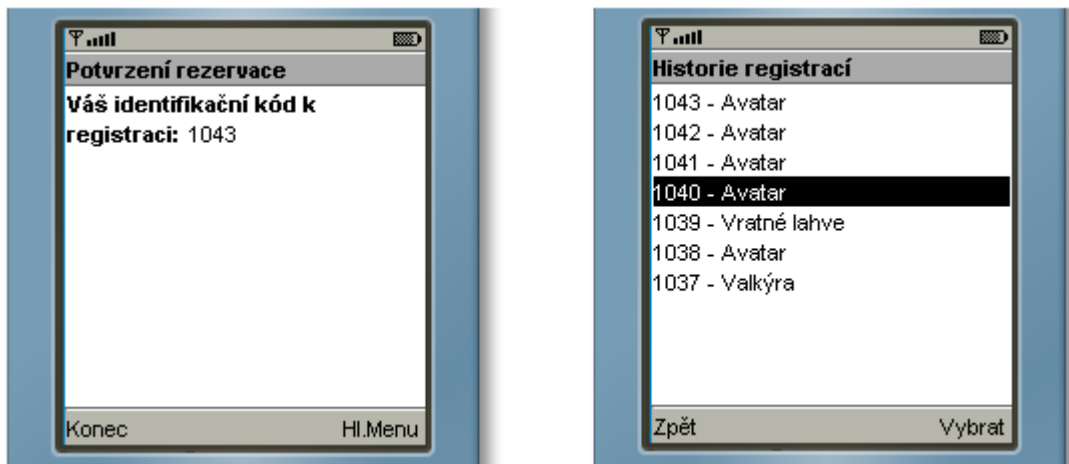 Potvrzení rezervace
Váš identifikační kód k
registraci: 1043
Konec Hl.Menu
Historie registrací
1043 - Avatar
1042 - Avatar
1041 - Avatar
1040 - Avatar
1039 - Vratné lahve
1038 - Avatar
1037 - Valkýra
Zpět Vybrat